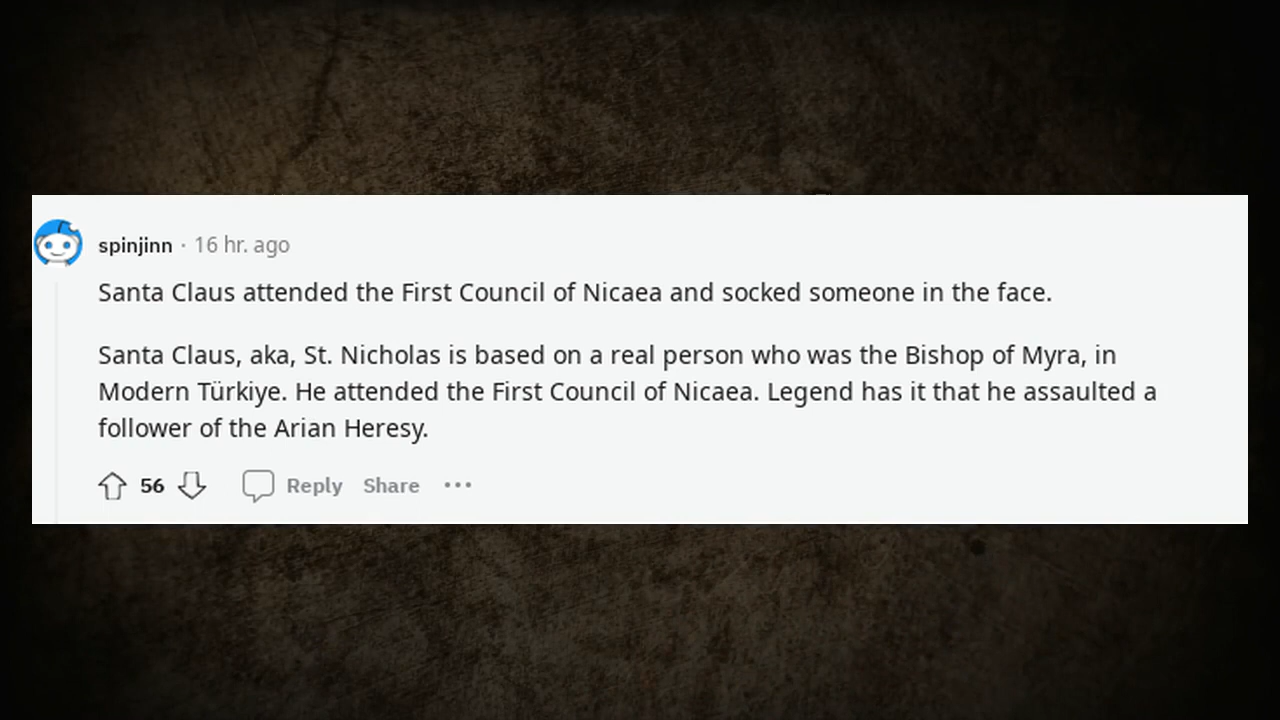 spinjinn · 16 hr. ago
Santa Claus attended the First Council of Nicaea and socked someone in the face.
Santa Claus, aka, St. Nicholas is based on a real person who was the Bishop of Myra, in
Modern Türkiye. He attended the First Council of Nicaea. Legend has it that he assaulted a
follower of the Arian Heresy.
56 Reply Share ···